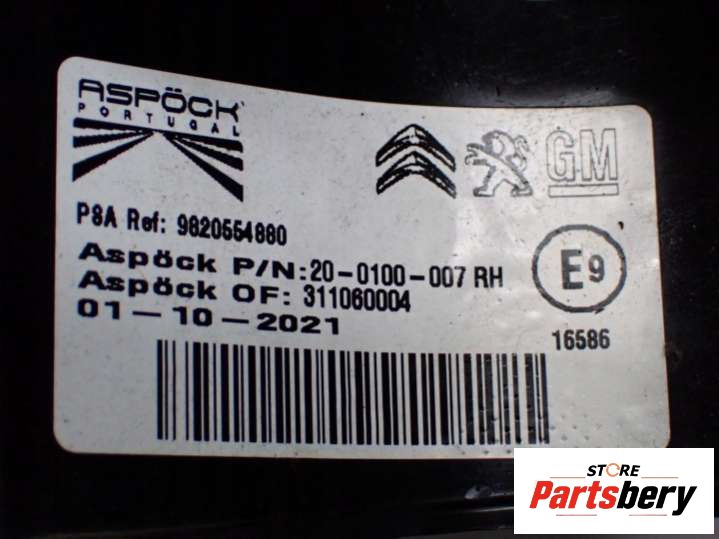 ASPÖCK
PORTUGAL
GM
PSA Ref: 9820554880
Aspöck P/N:20-0100-007 RH
Aspöck OF: 311060004
01-10-2021
E9
16586
STORE
Partsbery